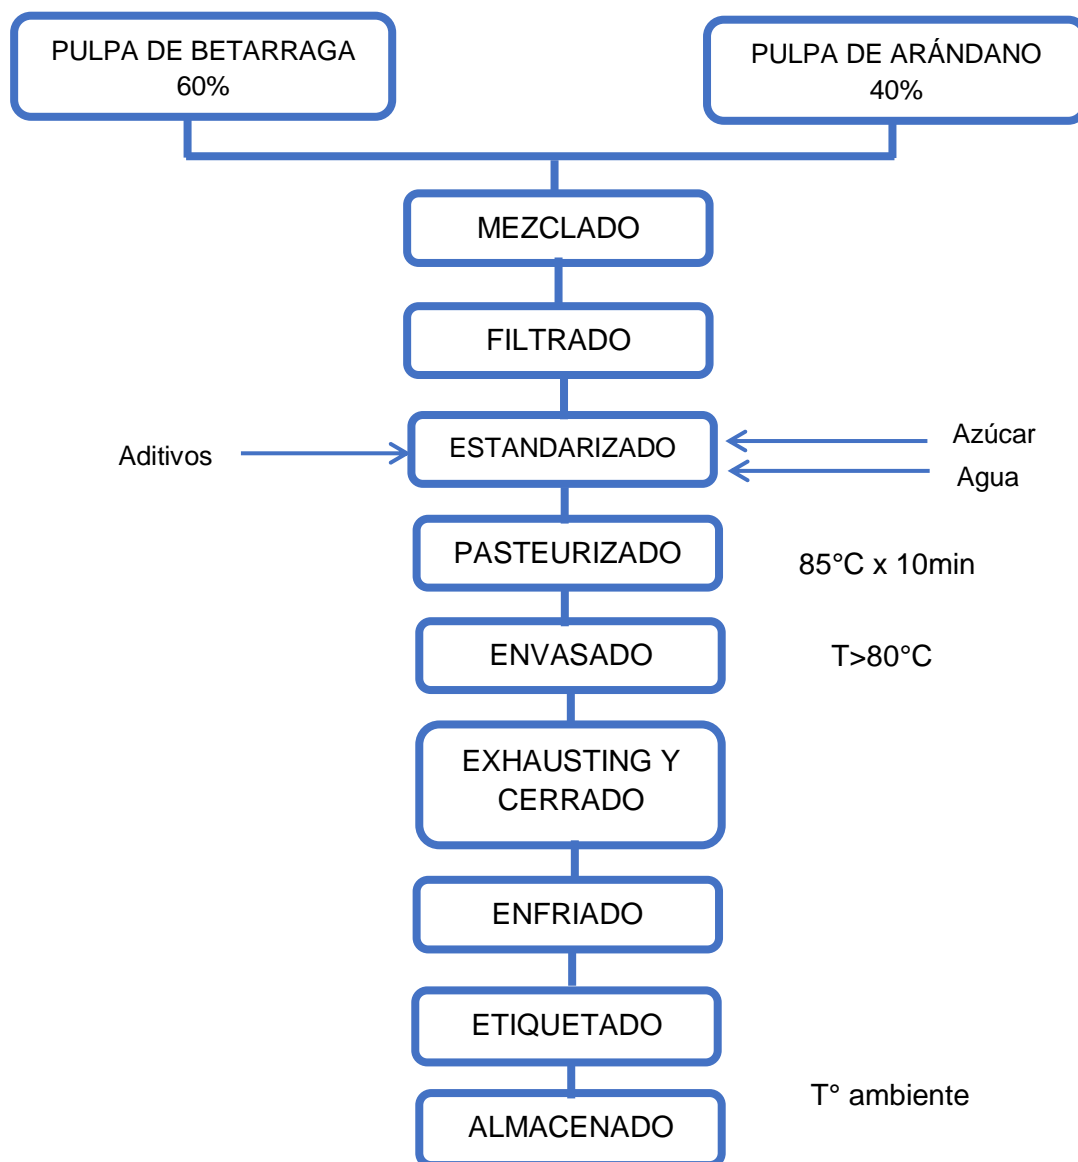 PULPA DE BETARRAGA
60%
PULPA DE ARÁNDANO
40%
MEZCLADO
FILTRADO
Aditivos
ESTANDARIZADO
Azúcar
Agua
PASTEURIZADO
85°C x 10min
ENVASADO
T>80°C
EXHAUSTING Y
CERRADO
ENFRIADO
ETIQUETADO
T° ambiente
ALMACENADO